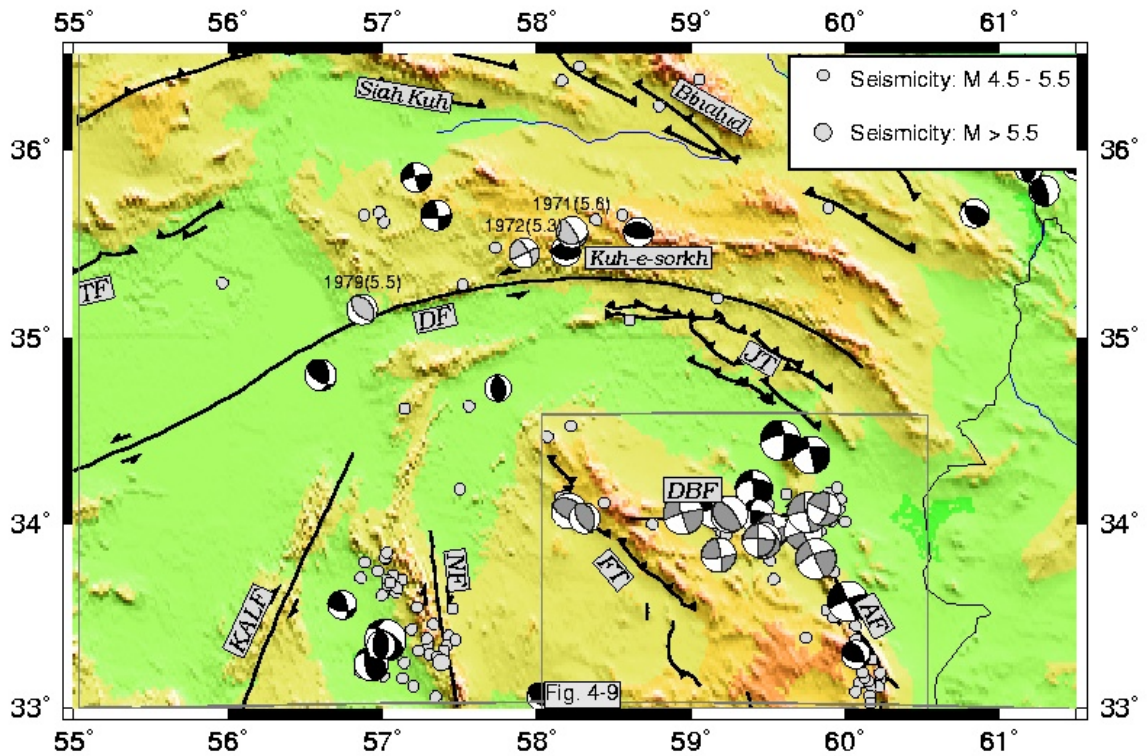 55˚ 56˚ 57˚ 58˚ 59˚ 60˚ 61˚
Siah Kuh
Binalud
Seismicity: M 4.5 - 5.5
Seismicity: M > 5.5
36˚ 36˚
1971(5.6)
1972(5.3)
Kuh-e-sorkh
1979(5.5)
TF
DF
35˚ 35˚
JT
DBF
34˚ 34˚
FT
NF
KALF
AF
Fig. 4-9
33˚ 33˚
55˚ 56˚ 57˚ 58˚ 59˚ 60˚ 61˚